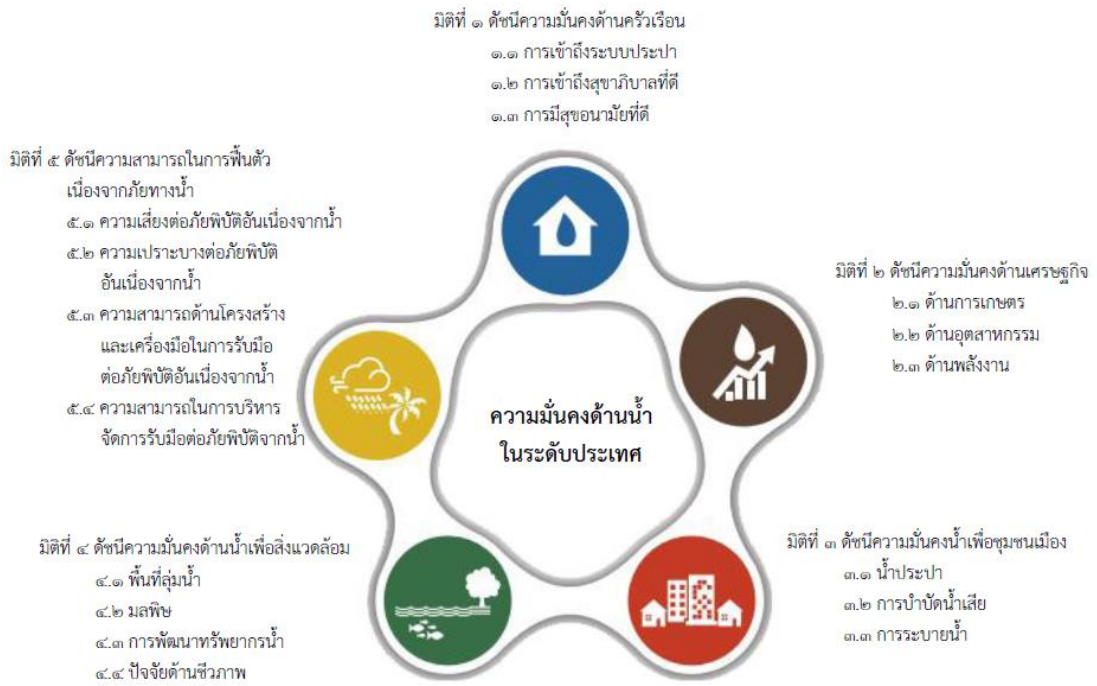 มิติที่ ๑ ดัชนีความมั่นคงด้านครัวเรือน
๑.๑ การเข้าถึงระบบประปา
๑.๒ การเข้าถึงสุขาภิบาลที่ดี
๑.๓ การมีสุขอนามัยที่ดี
มิติที่ ๒ ดัชนีความมั่นคงด้านเศรษฐกิจ
๒.๑ ด้านการเกษตร
๒.๒ ด้านอุตสาหกรรม
๒.๓ ด้านพลังงาน
มิติที่ ๓ ดัชนีความมั่นคงน้ำเพื่อชุมชนเมือง
๓.๑ น้ำประปา
๓.๒ การบำบัดน้ำเสีย
๓.๓ การระบายน้ำ
มิติที่ ๔ ดัชนีความมั่นคงด้านน้ำเพื่อสิ่งแวดล้อม
๔.๑ พื้นที่ลุ่มน้ำ
๔.๒ มลพิษ
๔.๓ การพัฒนาทรัพยากรน้ำ
๔.๔ ปัจจัยด้านชีวภาพ
มิติที่ ๕ ดัชนีความสามารถในการฟื้นตัว
เนื่องจากภัยทางน้ำ
๕.๑ ความเสี่ยงต่อภัยพิบัติอันเนื่องจากน้ำ
๕.๒ ความเปราะบางต่อภัยพิบัติ
อันเนื่องจากน้ำ
๕.๓ ความสามารถด้านโครงสร้าง
และเครื่องมือในการรับมือ
ต่อภัยพิบัติอันเนื่องจากน้ำ
๕.๔ ความสามารถในการบริหาร
จัดการรับมือต่อภัยพิบัติจากน้ำ
ความมั่นคงด้านน้ำ
ในระดับประเทศ